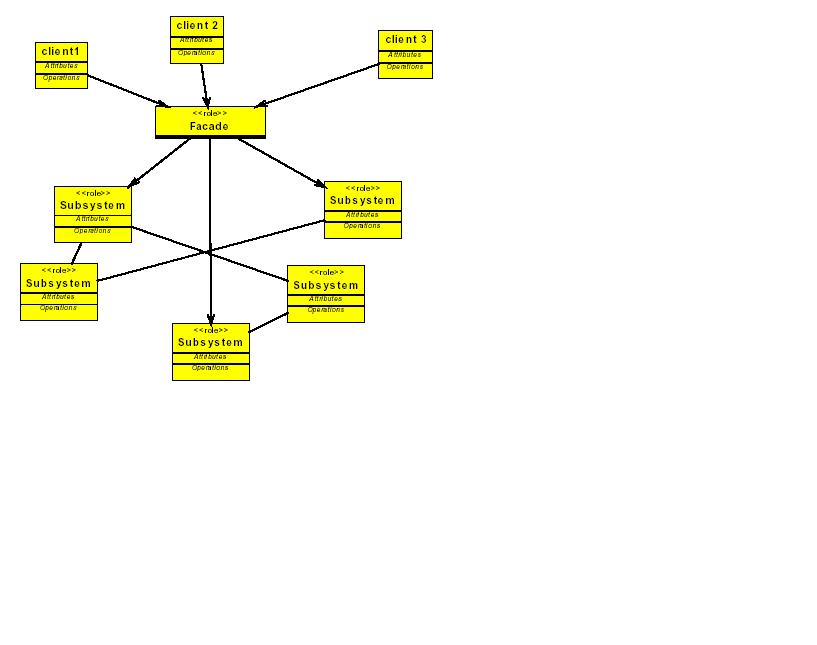 client 2
Attributes
Operations
client 3
Attributes
Operations
client1
Attributes
Operations
<<role>>
Facade
<<role>>
Subsystem
Attributes
Operations
<<role>>
Subsystem
Attributes
Operations
<<role>>
Subsystem
Attributes
Operations
<<role>>
Subsystem
Attributes
Operations
<<role>>
Subsystem
Attributes
Operations